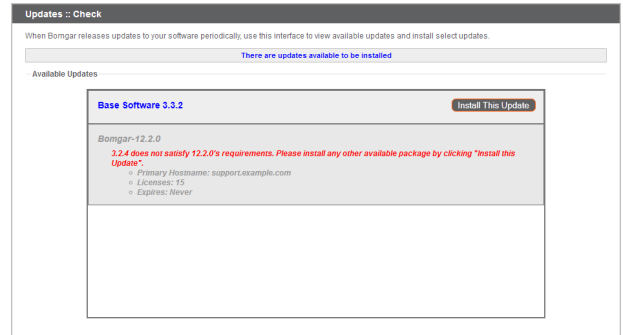 Updates :: Check
When Bomgar releases updates to your software periodically, use this interface to view available updates and install select updates.
There are updates available to be installed
Available Updates
Base Software 3.3.2
Install This Update
Bomgar-12.2.0
3.2.4 does not satisfy 12.2.0's requirements. Please install any other available package by clicking "Install this
Update".
Primary Hostname: support.example.com
Licenses: 15
Expires: Never